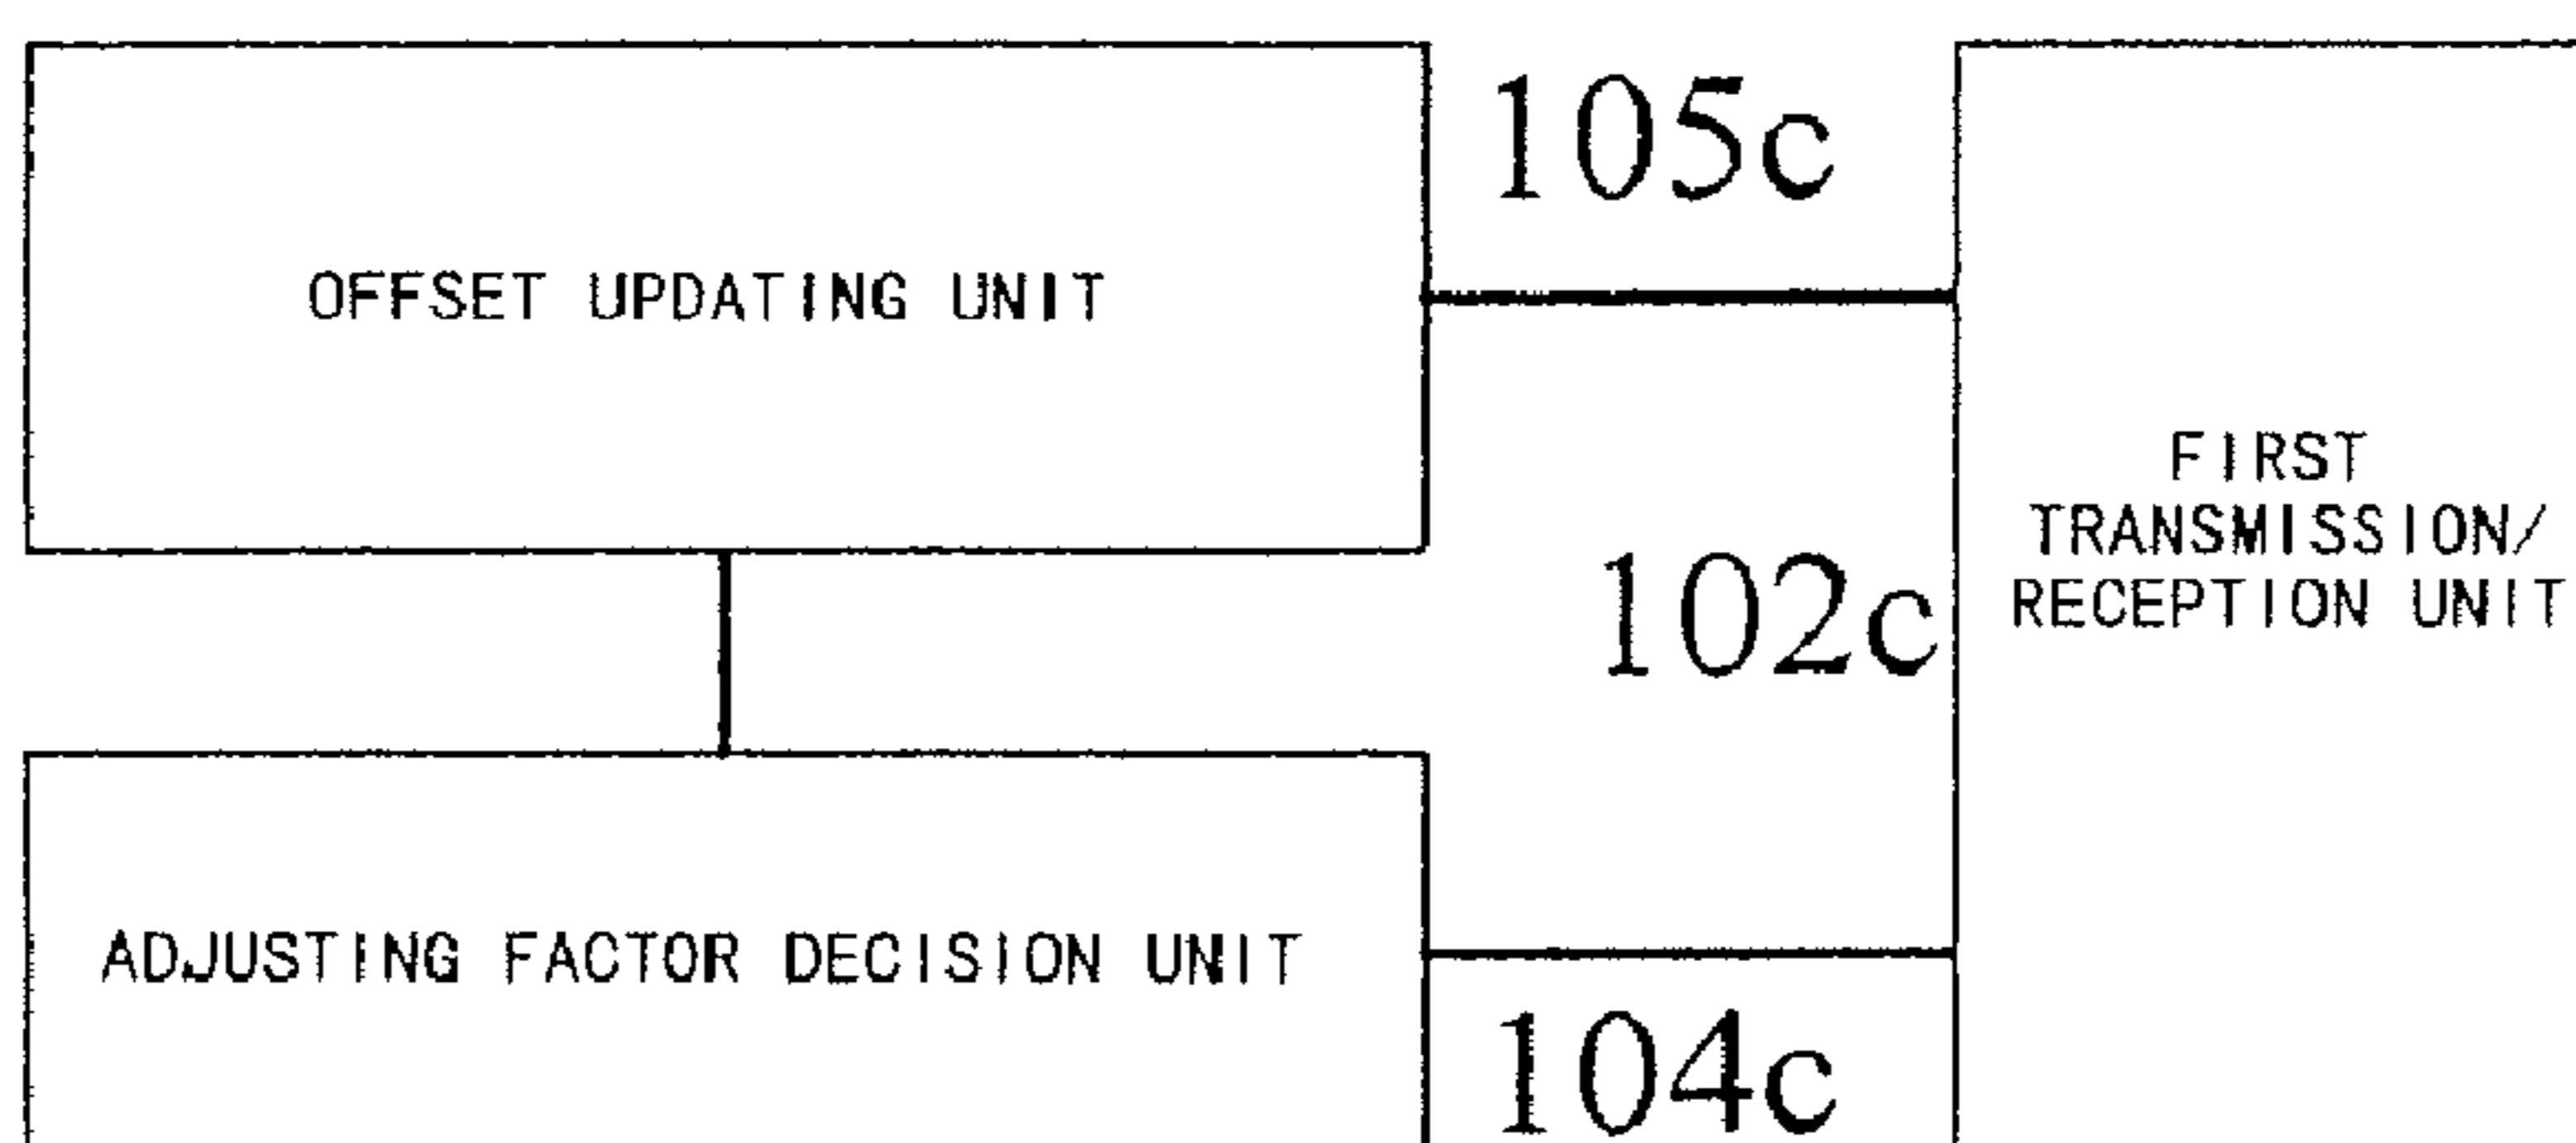 105c
OFFSET UPDATING UNIT
FIRST
TRANSMISSION/
RECEPTION UNIT
102c
ADJUSTING FACTOR DECISION UNIT
104c